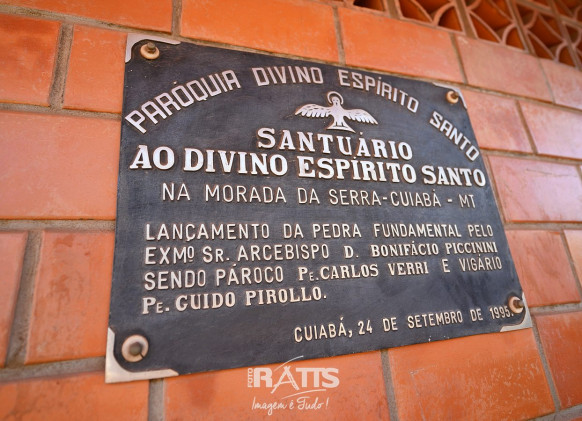 PARÓQUIA DIVINO ESPÍRITO SANTO
SANTUÁRIO
AO DIVINO ESPÍRITO SANTO
NA MORADA DA SERRA-CUIABÁ - MT
LANÇAMENTO DA PEDRA FUNDAMENTAL PELO
EXMº SR. ARCEBISPO D. BONIFÁCIO PICCININI
SENDO PÁROCO PE. CARLOS VERRI E VIGÁRIO
PE. GUIDO PIROLLO.
CUIABÁ, 24 DE SETEMBRO DE 1995.
FOTO RATTS
Imagem é Tudo!